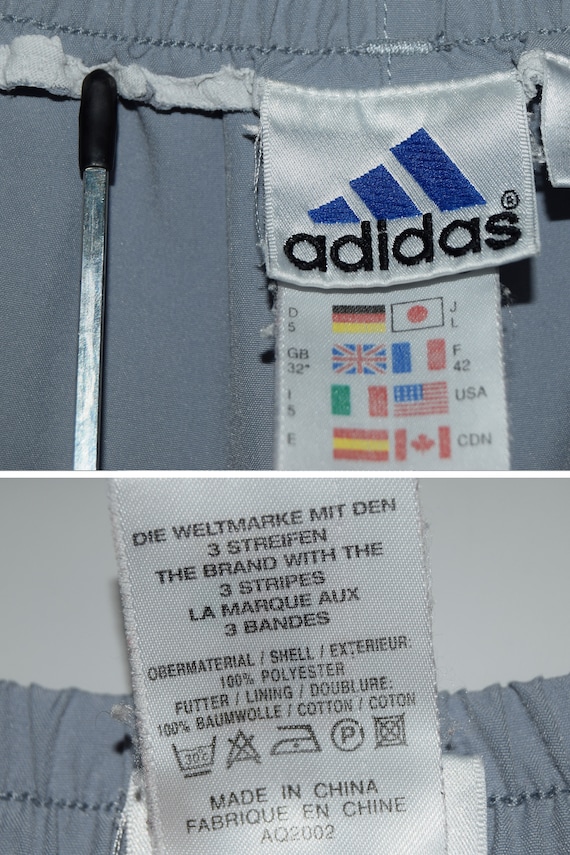 adidas®
D
5
J
L
GB
32"
F
42
I
5
USA
E
CDN
DIE WELTMARKE MIT DEN
3 STREIFEN
THE BRAND WITH THE
3 STRIPES
LA MARQUE AUX
3 BANDES
OBERMATERIAL / SHELL / EXTERIEUR:
100% POLYESTER
FUTTER / LINING / DOUBLURE:
100% BAUMWOLLE / COTTON / COTON
30°C
P
MADE IN CHINA
FABRIQUE EN CHINE
AQ2002